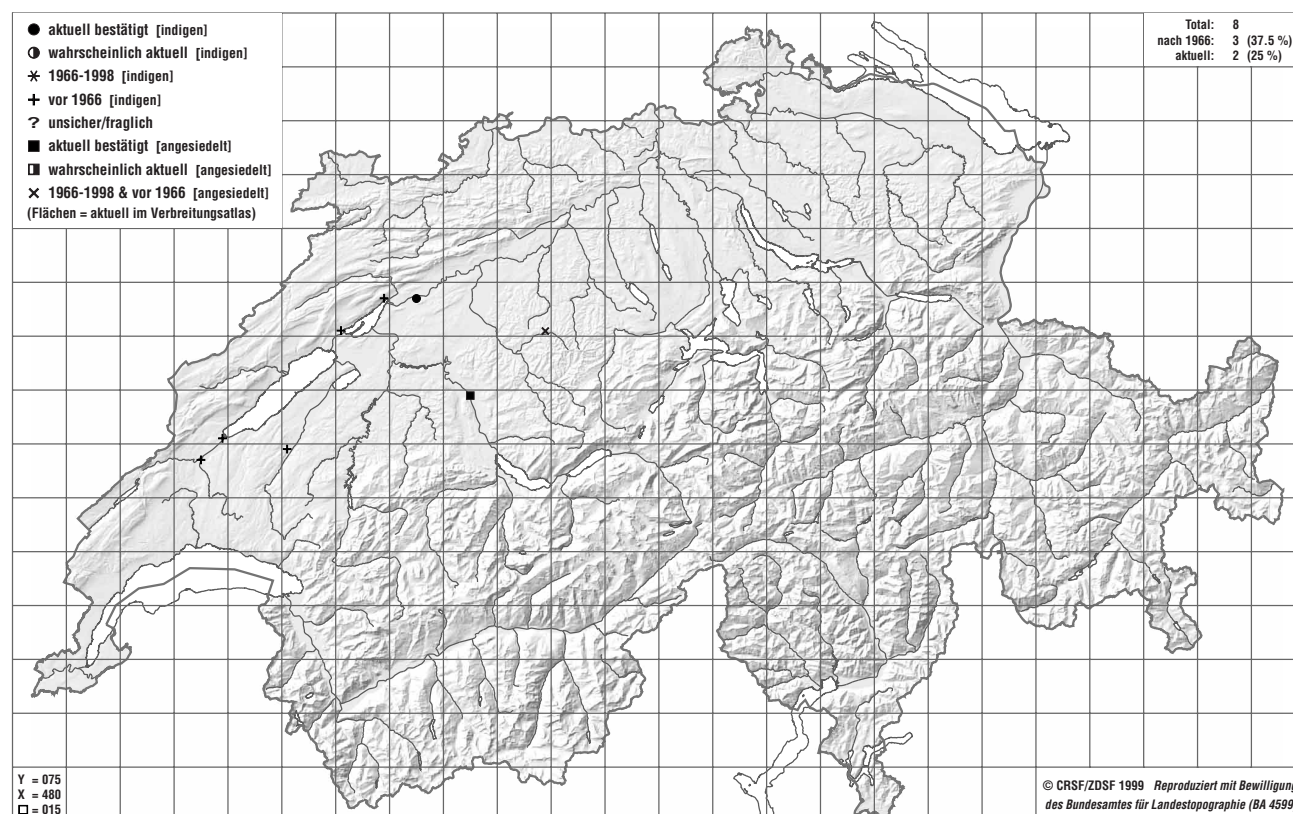 ● aktuell bestätigt [indigen]
◑ wahrscheinlich aktuell [indigen]
✳ 1966-1998 [indigen]
+ vor 1966 [indigen]
? unsicher/fraglich
■ aktuell bestätigt [angesiedelt]
◨ wahrscheinlich aktuell [angesiedelt]
× 1966-1998 & vor 1966 [angesiedelt]
(Flächen = aktuell im Verbreitungsatlas)
Total: 8
nach 1966: 3 (37.5 %)
aktuell: 2 (25 %)
Y = 075
X = 480
□ = 015
© CRSF/ZDSF 1999 Reproduziert mit Bewilligung
des Bundesamtes für Landestopographie (BA 4599